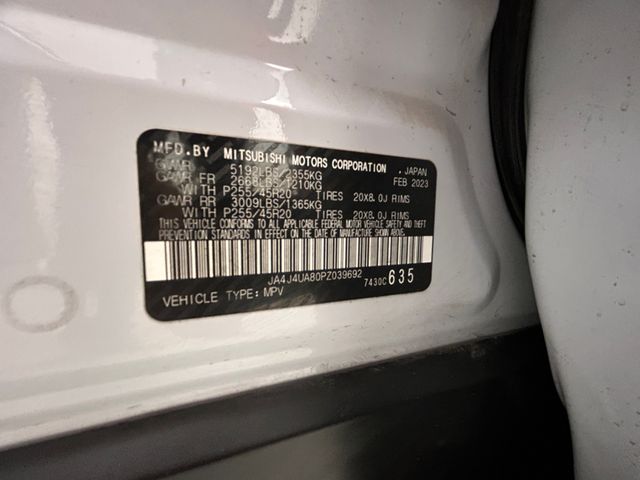 MFD.BY MITSUBISHI MOTORS CORPORATION , JAPAN
GVWR 5192LBS/2355KG FEB 2023
GAWR FR 2668LBS/1210KG
WITH P255/45R20 TIRES 20X8.0J RIMS
GAWR RR 3009LBS/1365KG
WITH P255/45R20 TIRES 20X8.0J RIMS
THIS VEHICLE CONFORMS TO ALL APPLICABLE FEDERAL MOTOR VEHICLE SAFETY AND THEFT
PREVENTION STANDARDS IN EFFECT ON THE DATE OF MANUFACTURE SHOWN ABOVE.
JA4J4UA80PZ039692 7430C 635
VEHICLE TYPE: MPV